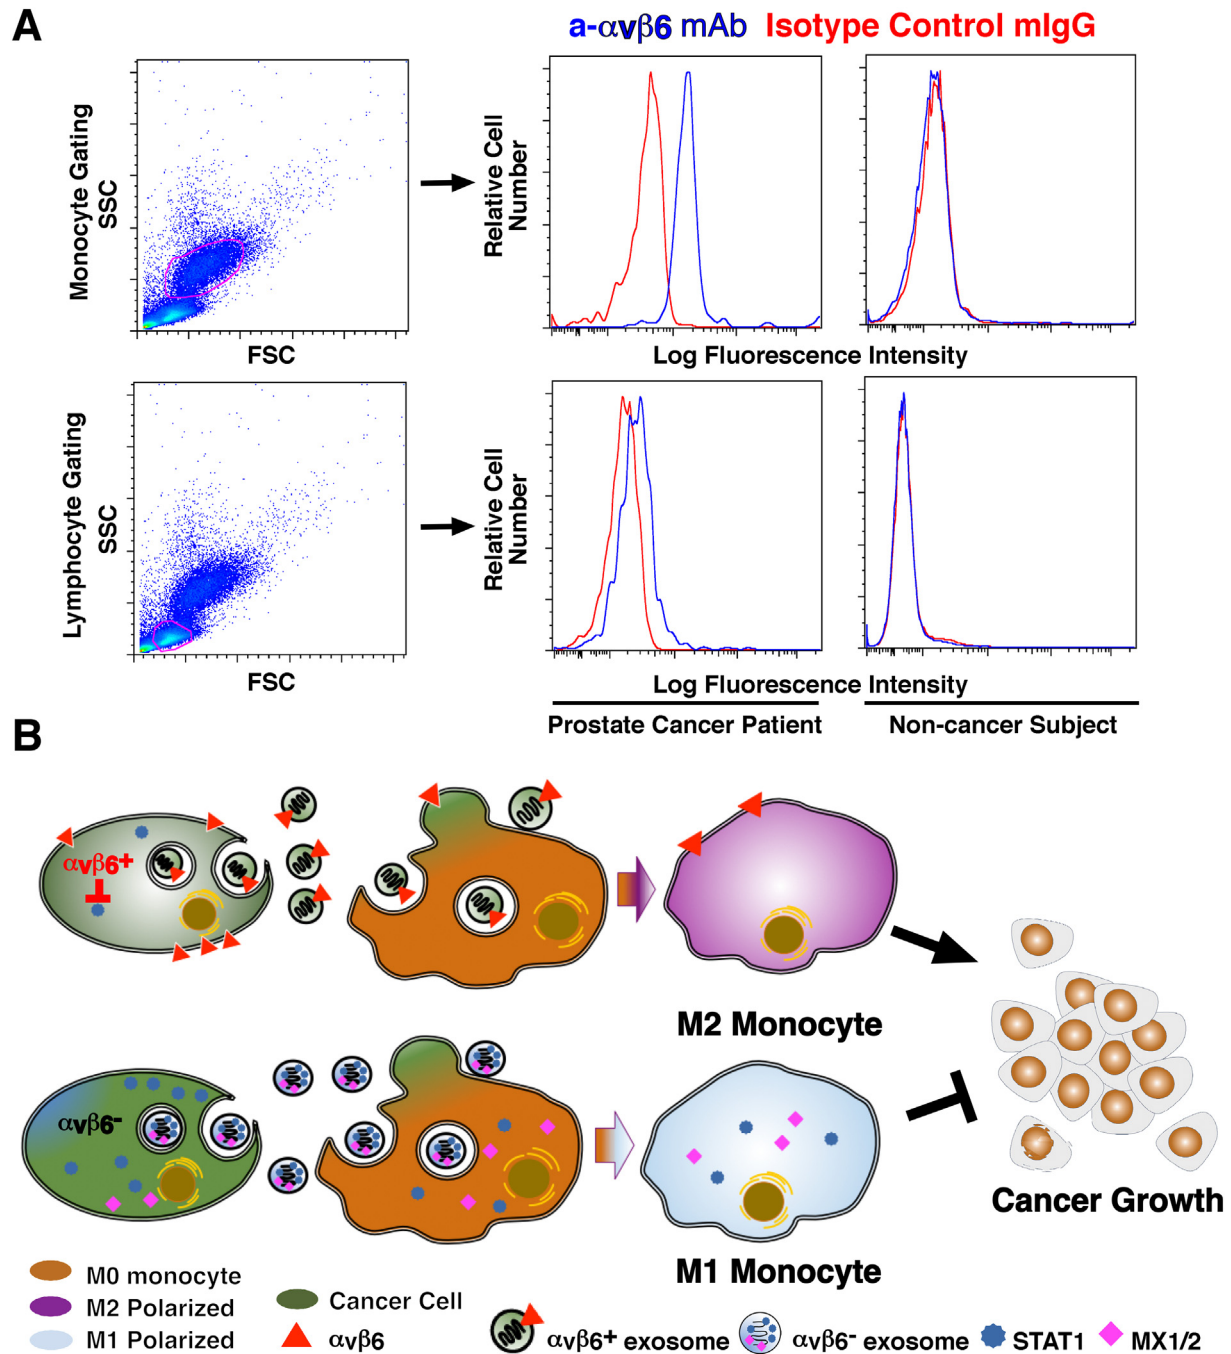 A
a-αvβ6 mAb Isotype Control mIgG
Monocyte Gating
SSC
FSC
Relative Cell
Number
Log Fluorescence Intensity
Lymphocyte Gating
SSC
FSC
Relative Cell
Number
Log Fluorescence Intensity
Prostate Cancer Patient
Non-cancer Subject
B
αvβ6+
M2 Monocyte
αvβ6-
M1 Monocyte
Cancer Growth
M0 monocyte
M2 Polarized
M1 Polarized
Cancer Cell
αvβ6
αvβ6+ exosome
αvβ6- exosome
STAT1
MX1/2